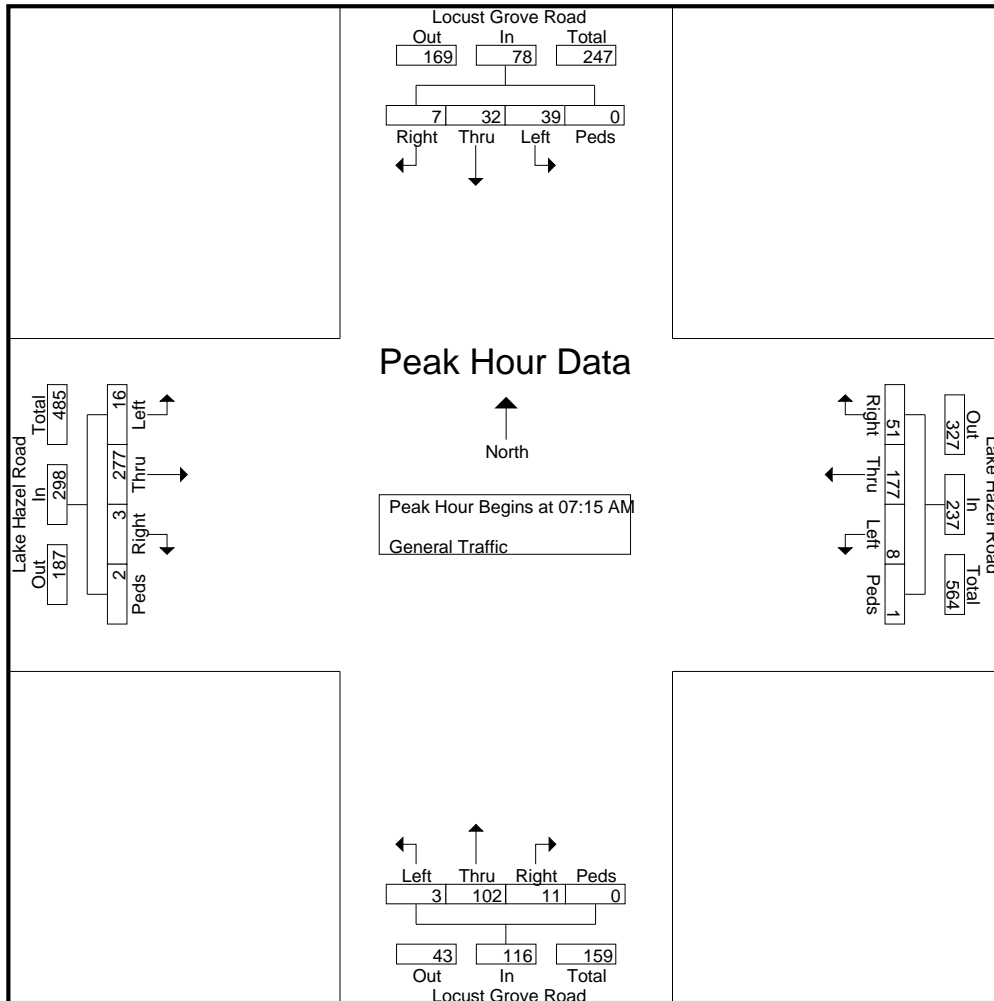 Locust Grove Road
Out In Total
169 78 247
7 32 39 0
Right Thru Left Peds
Peak Hour Data
North
Peak Hour Begins at 07:15 AM
General Traffic
Lake Hazel Road
Out In Total
187 298 485
2 3 277 16
Peds Right Thru Left
Lake Hazel Road
Out In Total
327 237 564
51 177 8 1
Right Thru Left Peds
Left Thru Right Peds
3 102 11 0
43 116 159
Out In Total
Locust Grove Road